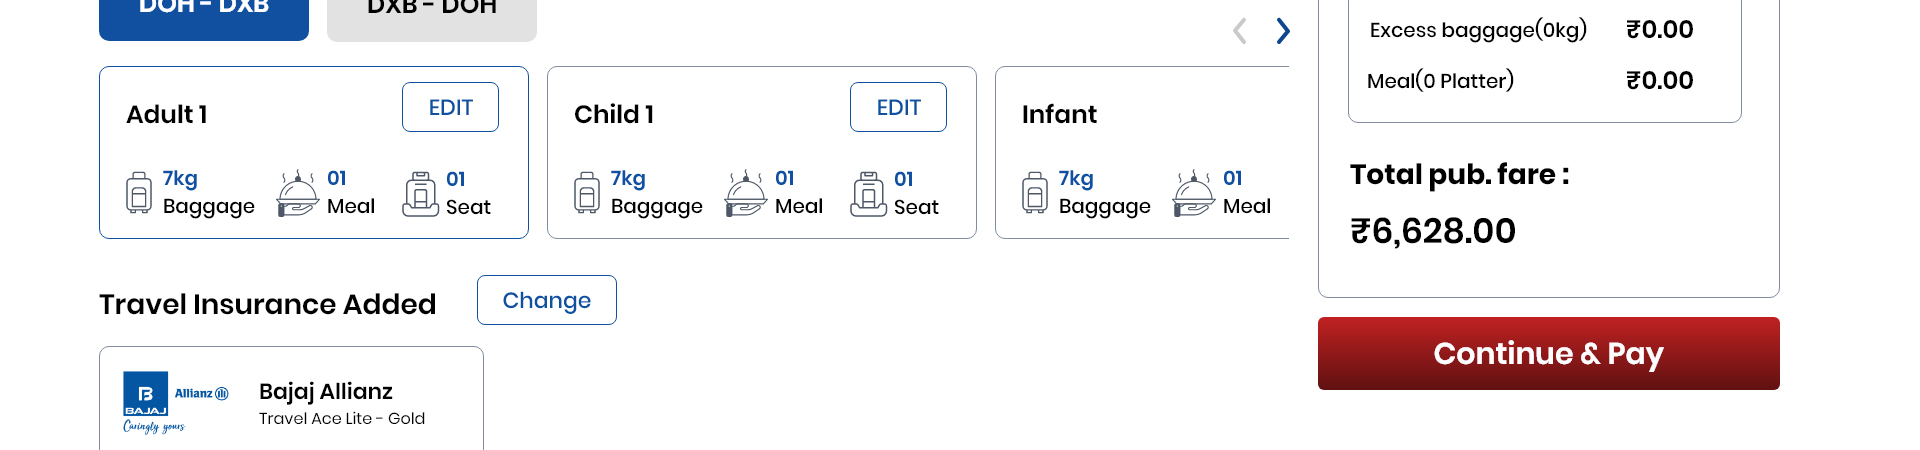 DOH - DXB
DXB - DOH
Adult 1
EDIT
7kg
Baggage
01
Meal
01
Seat
Child 1
EDIT
7kg
Baggage
01
Meal
01
Seat
Infant
7kg
Baggage
01
Meal
Travel Insurance Added
Change
B
BAJAJ
Allianz
Caringly yours
Bajaj Allianz
Travel Ace Lite - Gold
Excess baggage(0kg) ₹0.00
Meal(0 Platter) ₹0.00
Total pub. fare :
₹6,628.00
Continue & Pay